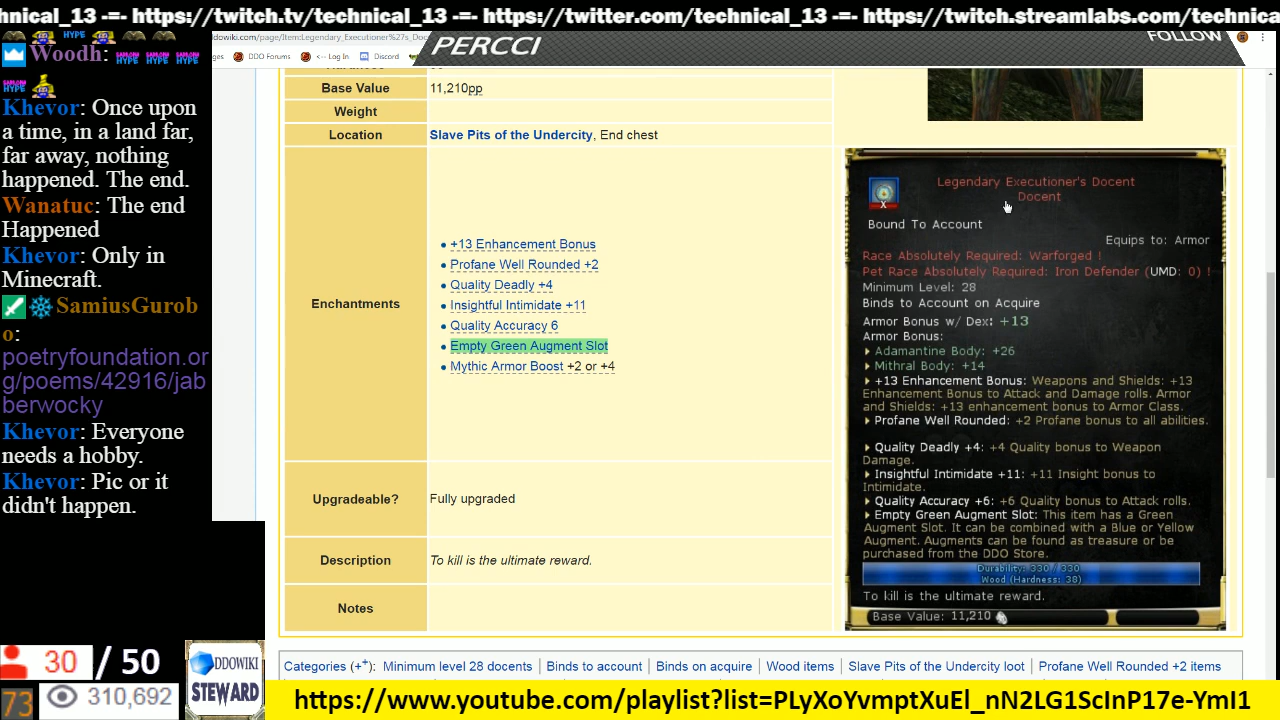 hnical_13 -=- https://twitch.tv/technical_13 -=- https://twitter.com/technical_13 -=- https://twitch.streamlabs.com/technica
Woodh:
Khevor: Once upon
a time, in a land far,
far away, nothing
happened. The end.
Wanatuc: The end
Happened
Khevor: Only in
Minecraft.
SamiusGurob
o:
poetryfoundation.or
g/poems/42916/jab
berwocky
Khevor: Everyone
needs a hobby.
Khevor: Pic or it
didn't happen.
30 / 50
73 310,692
DDOWIKI
STEWARD
ddowiki.com/page/Item:Legendary_Executioner%27s_Doc
ges DDO Forums <-- Log In Discord
PERCCI
FOLLOW
Base Value 11,210pp
Weight
Location Slave Pits of the Undercity, End chest
Enchantments
+13 Enhancement Bonus
Profane Well Rounded +2
Quality Deadly +4
Insightful Intimidate +11
Quality Accuracy 6
Empty Green Augment Slot
Mythic Armor Boost +2 or +4
Upgradeable? Fully upgraded
Description To kill is the ultimate reward.
Notes
Legendary Executioner's Docent
Docent
Bound To Account
Equips to: Armor
Race Absolutely Required: Warforged !
Pet Race Absolutely Required: Iron Defender (UMD: 0) !
Minimum Level: 28
Binds to Account on Acquire
Armor Bonus w/ Dex: +13
Armor Bonus:
Adamantine Body: +26
Mithral Body: +14
+13 Enhancement Bonus: Weapons and Shields: +13
Enhancement Bonus to Attack and Damage rolls. Armor
and Shields: +13 enhancement bonus to Armor Class.
Profane Well Rounded: +2 Profane bonus to all abilities.
Quality Deadly +4: +4 Quality bonus to Weapon
Damage.
Insightful Intimidate +11: +11 Insight bonus to
Intimidate.
Quality Accuracy +6: +6 Quality bonus to Attack rolls.
Empty Green Augment Slot: This item has a Green
Augment Slot. It can be combined with a Blue or Yellow
Augment. Augments can be found as treasure or be
purchased from the DDO Store.
Durability: 330 / 330
Wood (Hardness: 38)
To kill is the ultimate reward.
Base Value: 11,210
Categories (++): Minimum level 28 docents | Binds to account | Binds on acquire | Wood items | Slave Pits of the Undercity loot | Profane Well Rounded +2 items
https://www.youtube.com/playlist?list=PLyXoYvmptXuEl_nN2LG1ScInP17e-YmI1